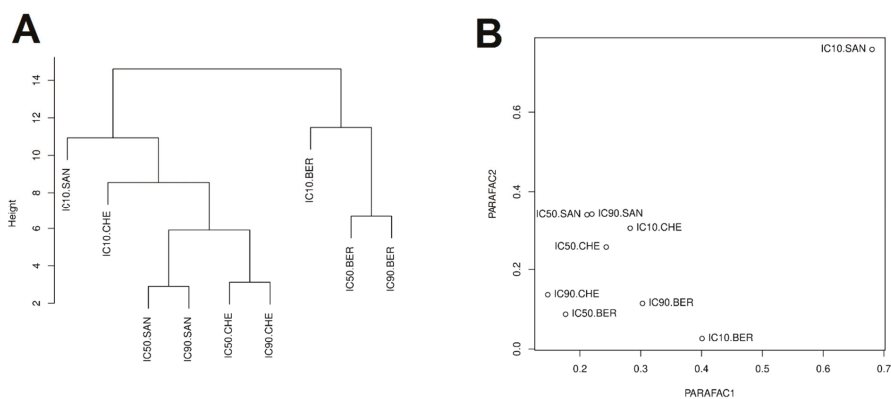 A
Height
14
12
10
8
6
4
2
IC10.SAN
IC10.CHE
IC50.SAN
IC90.SAN
IC50.CHE
IC90.CHE
IC10.BER
IC50.BER
IC90.BER
B
PARAFAC2
0.6
0.4
0.2
0.0
IC10.SAN
IC50.SAN
IC90.SAN
IC10.CHE
IC50.CHE
IC90.CHE
IC90.BER
IC50.BER
IC10.BER
0.2
0.3
0.4
0.5
0.6
0.7
PARAFAC1